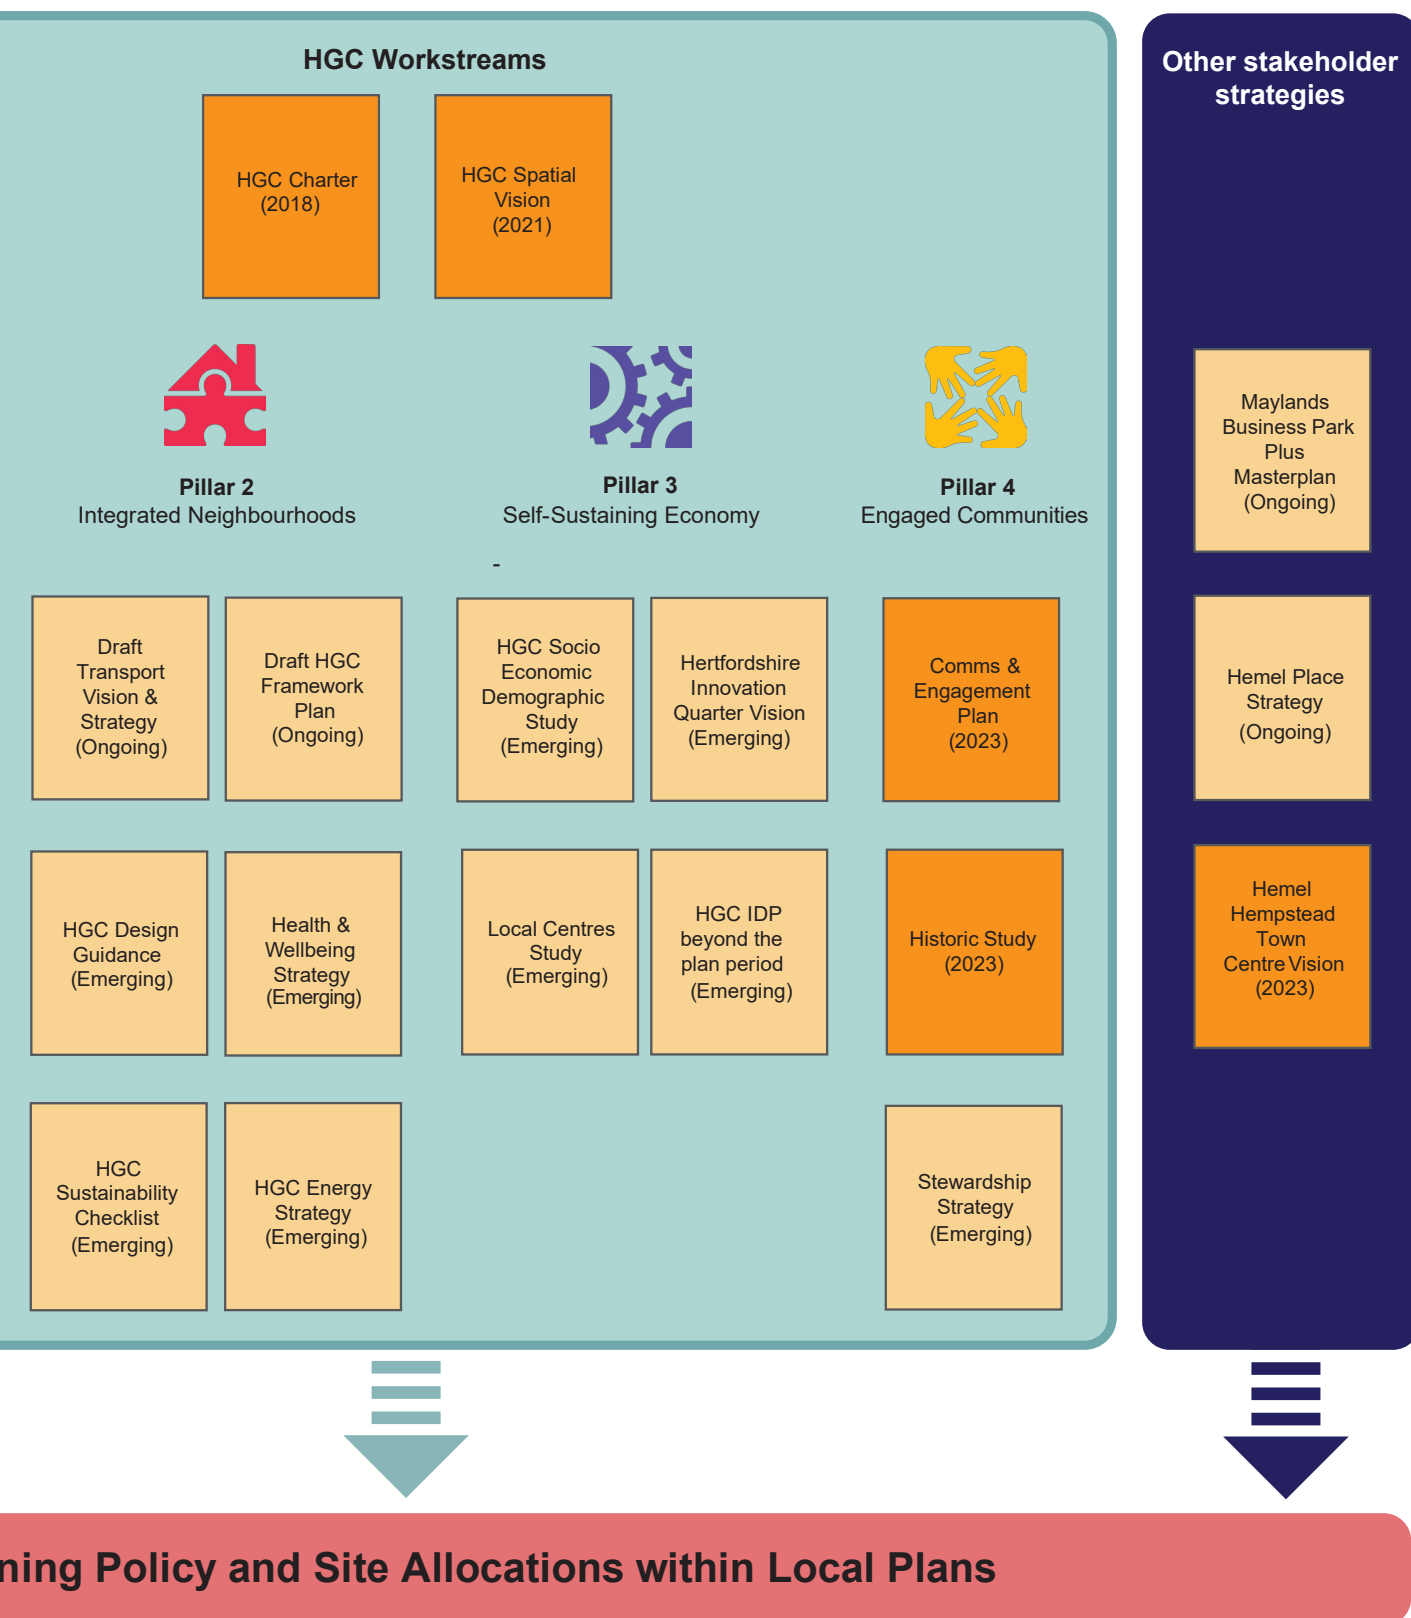 HGC Workstreams
HGC Charter
(2018)
HGC Spatial
Vision
(2021)
Pillar 2
Integrated Neighbourhoods
Pillar 3
Self-Sustaining Economy
-
Pillar 4
Engaged Communities
Draft
Transport
Vision &
Strategy
(Ongoing)
Draft HGC
Framework
Plan
(Ongoing)
HGC Socio
Economic
Demographic
Study
(Emerging)
Hertfordshire
Innovation
Quarter Vision
(Emerging)
Comms &
Engagement
Plan
(2023)
HGC Design
Guidance
(Emerging)
Health &
Wellbeing
Strategy
(Emerging)
Local Centres
Study
(Emerging)
HGC IDP
beyond the
plan period
(Emerging)
Historic Study
(2023)
HGC
Sustainability
Checklist
(Emerging)
HGC Energy
Strategy
(Emerging)
Stewardship
Strategy
(Emerging)
Other stakeholder
strategies
Maylands
Business Park
Plus
Masterplan
(Ongoing)
Hemel Place
Strategy
(Ongoing)
Hemel
Hempstead
Town
Centre Vision
(2023)
ning Policy and Site Allocations within Local Plans